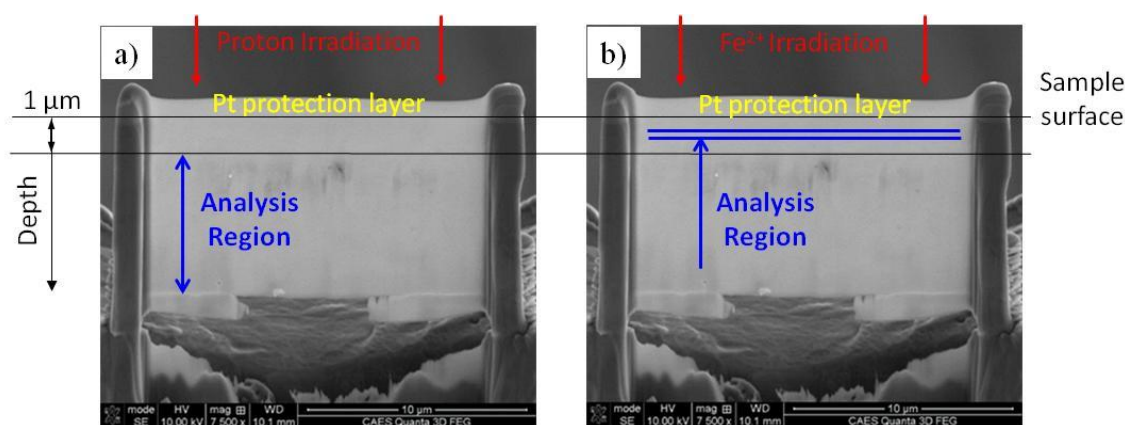 a)
Proton Irradiation
Pt protection layer
1 μm
Depth
Analysis
Region
mode
SE
HV
10.00 kV
mag ⊞
7 500 x
WD
10.1 mm
10 μm
CAES Quanta 3D FEG
b)
Fe²⁺ Irradiation
Pt protection layer
Sample
surface
Analysis
Region
mode
SE
HV
10.00 kV
mag ⊞
7 500 x
WD
10.1 mm
10 μm
CAES Quanta 3D FEG